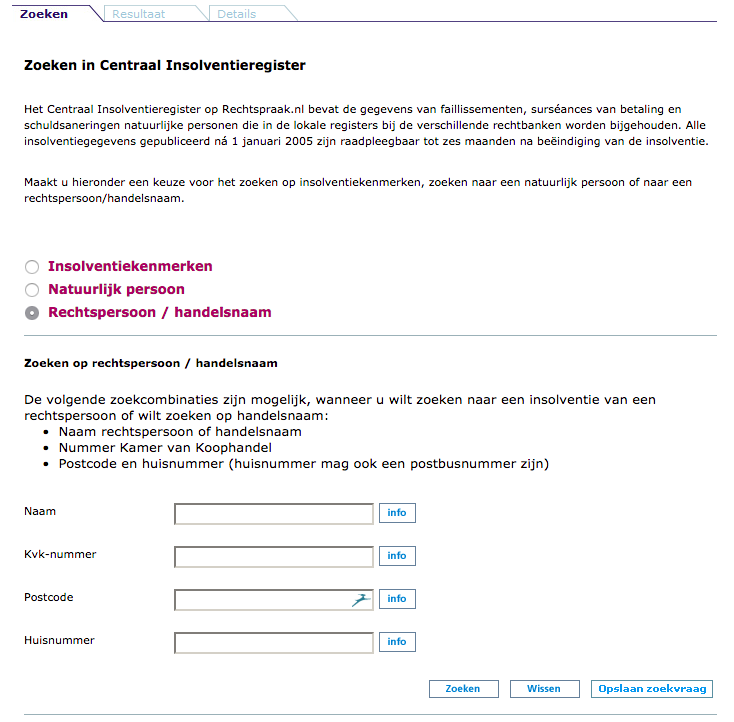 Zoeken Resultaat Details
Zoeken in Centraal Insolventieregister
Het Centraal Insolventieregister op Rechtspraak.nl bevat de gegevens van faillissementen, surséances van betaling en
schuldsaneringen natuurlijke personen die in de lokale registers bij de verschillende rechtbanken worden bijgehouden. Alle
insolventiegegevens gepubliceerd ná 1 januari 2005 zijn raadpleegbaar tot zes maanden na beëindiging van de insolventie.
Maakt u hieronder een keuze voor het zoeken op insolventiekenmerken, zoeken naar een natuurlijk persoon of naar een
rechtspersoon/handelsnaam.
Insolventiekenmerken
Natuurlijk persoon
Rechtspersoon / handelsnaam
Zoeken op rechtspersoon / handelsnaam
De volgende zoekcombinaties zijn mogelijk, wanneer u wilt zoeken naar een insolventie van een
rechtspersoon of wilt zoeken op handelsnaam:
• Naam rechtspersoon of handelsnaam
• Nummer Kamer van Koophandel
• Postcode en huisnummer (huisnummer mag ook een postbusnummer zijn)
Naam info
Kvk-nummer info
Postcode info
Huisnummer info
Zoeken Wissen Opslaan zoekvraag